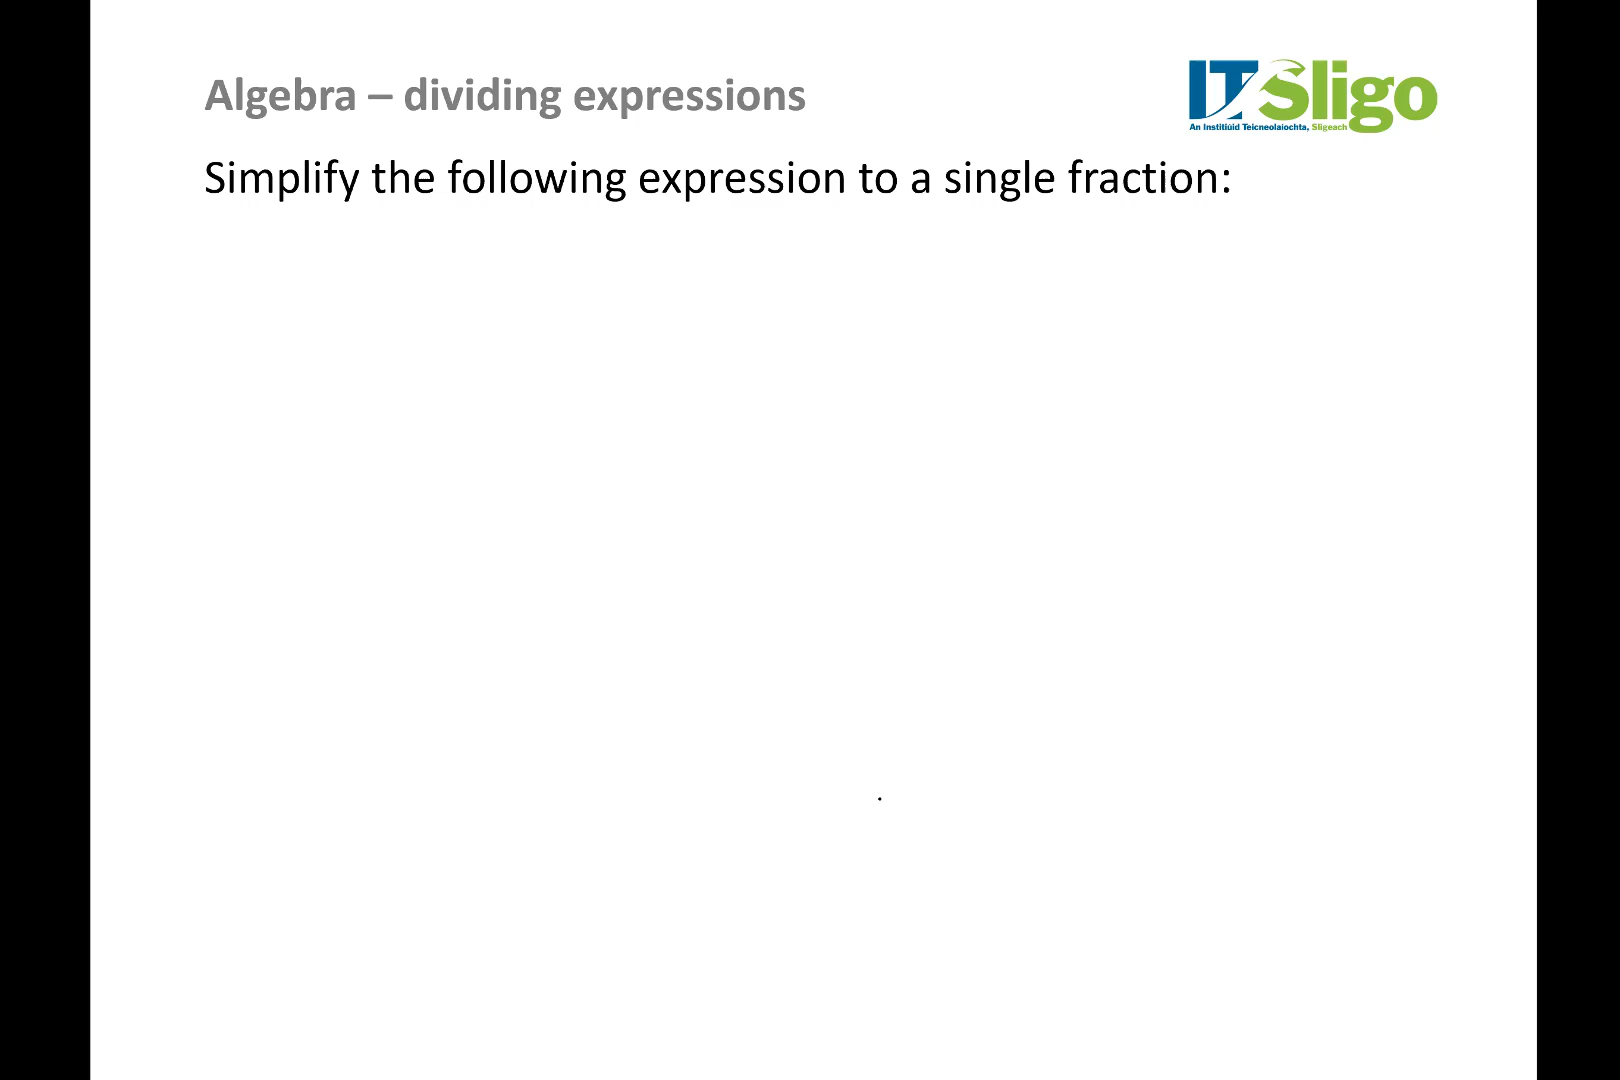 Algebra – dividing expressions
ITSligo
An Institiúid Teicneolaíochta, Sligeach
Simplify the following expression to a single fraction: